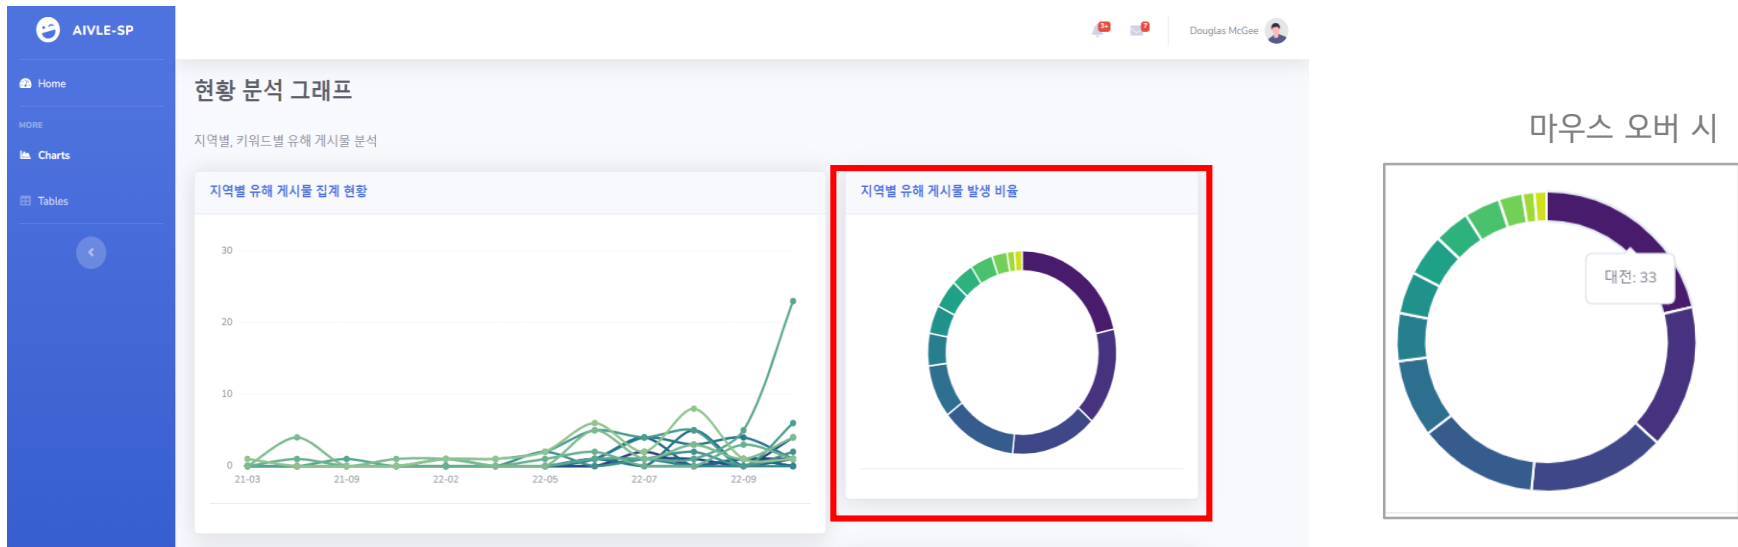 AIVLE-SP
3+
7
Douglas McGee
Home
MORE
Charts
Tables
현황 분석 그래프
지역별, 키워드별 유해 게시물 분석
지역별 유해 게시물 집계 현황
30
20
10
0
21-03
21-09
22-02
22-05
22-07
22-09
지역별 유해 게시물 발생 비율
마우스 오버 시
대전: 33